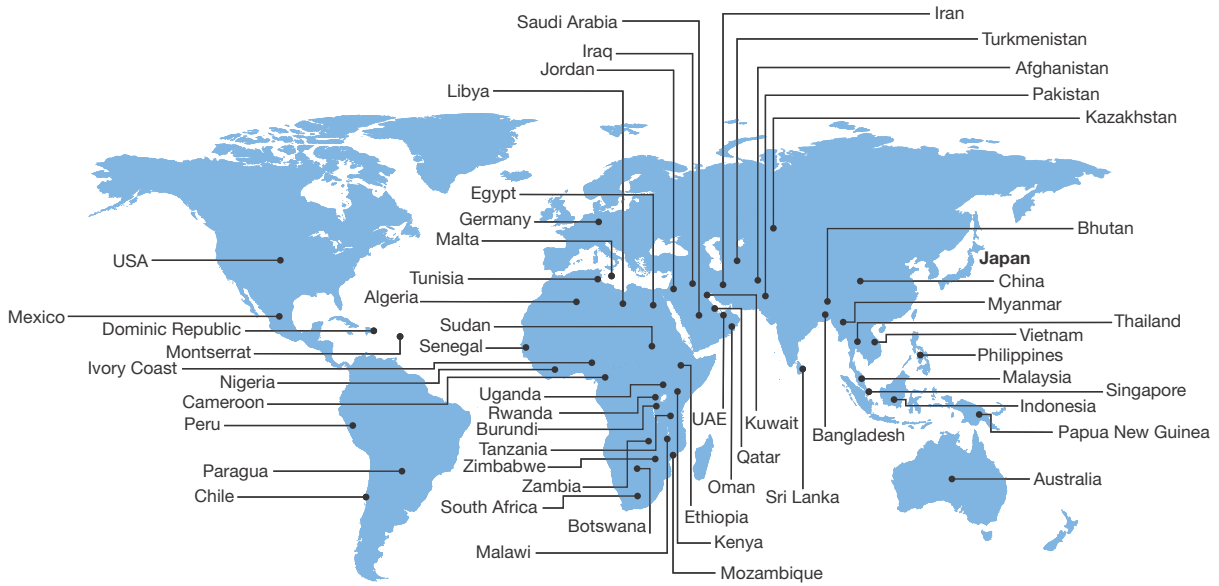 Iran
Saudi Arabia
Turkmenistan
Iraq
Jordan
Afghanistan
Libya
Pakistan
Kazakhstan
Egypt
Germany
Bhutan
Malta
USA
Japan
Tunisia
China
Algeria
Myanmar
Mexico
Dominic Republic
Sudan
Thailand
Vietnam
Montserrat
Senegal
Philippines
Ivory Coast
Nigeria
Malaysia
Cameroon
Uganda
Singapore
Rwanda
Indonesia
Peru
Burundi
UAE
Kuwait
Bangladesh
Papua New Guinea
Tanzania
Qatar
Zimbabwe
Paragua
Zambia
Oman
Sri Lanka
Australia
Chile
South Africa
Botswana
Ethiopia
Malawi
Kenya
Mozambique